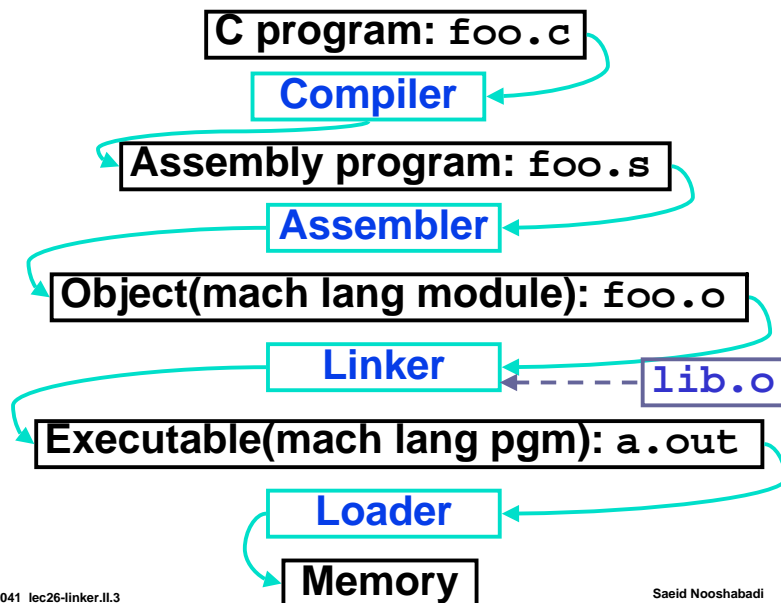 C program: foo.c
Compiler
Assembly program: foo.s
Assembler
Object(mach lang module): foo.o
Linker
lib.o
Executable(mach lang pgm): a.out
Loader
Memory
041 lec26-linker.II.3
Saeid Nooshabadi